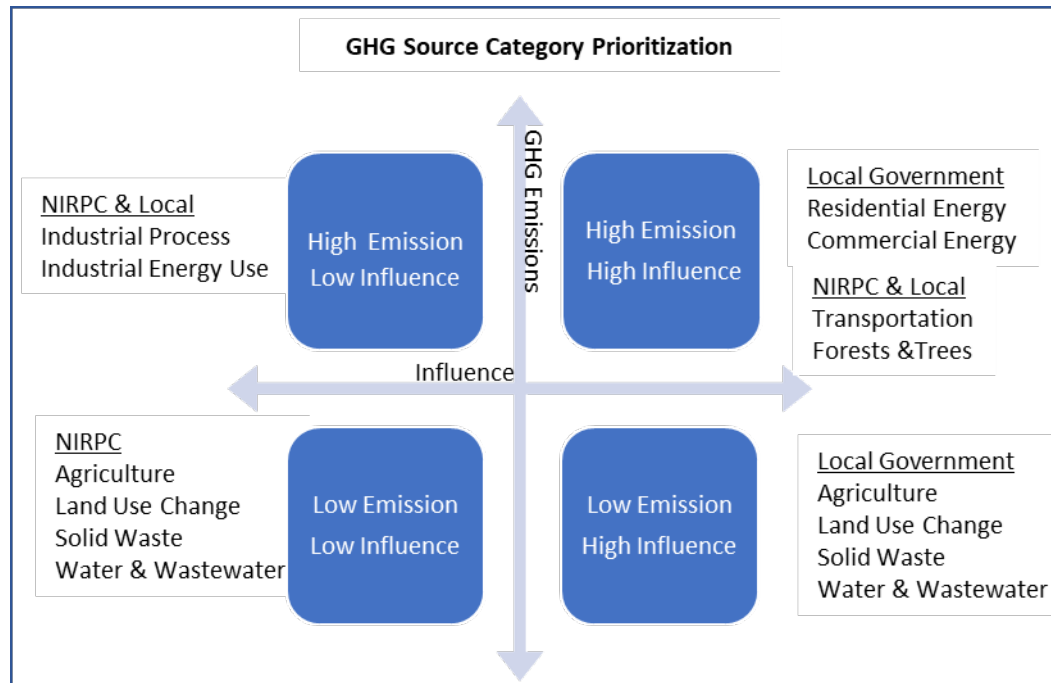 GHG Source Category Prioritization
GHG Emissions
NIRPC & Local
Industrial Process
Industrial Energy Use
High  Emission
Low Influence
High Emission
High Influence
Local Government
Residential Energy
Commercial Energy
NIRPC & Local
Transportation
Forests &Trees
Influence
NIRPC
Agriculture
Land Use Change
Solid Waste
Water & Wastewater
Low Emission
Low Influence
Low Emission
High Influence
Local Government
Agriculture
Land Use Change
Solid Waste
Water & Wastewater